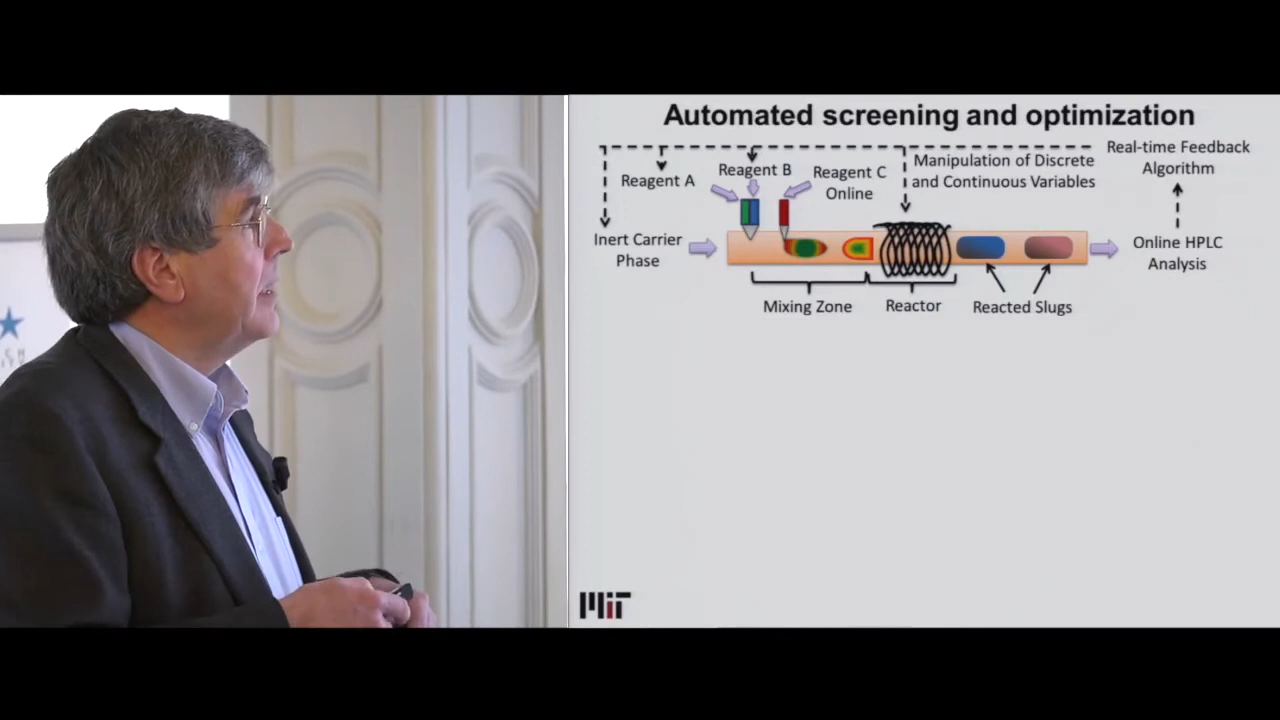 Automated screening and optimization
Real-time Feedback
Algorithm
Manipulation of Discrete
and Continuous Variables
Reagent A
Reagent B
Reagent C
Online
Inert Carrier
Phase
Online HPLC
Analysis
Mixing Zone
Reactor
Reacted Slugs
MIT